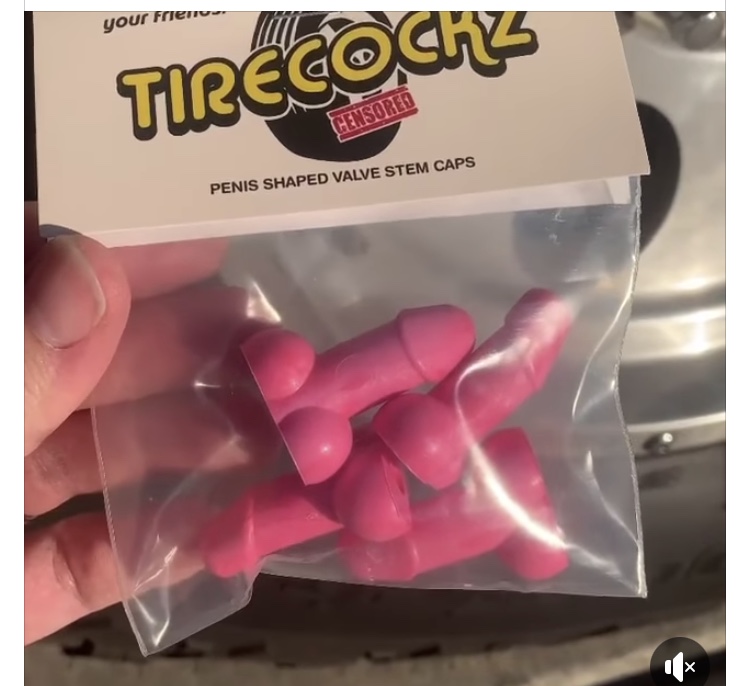 your friends.
TIRECOCKZ
CENSORED
PENIS SHAPED VALVE STEM CAPS